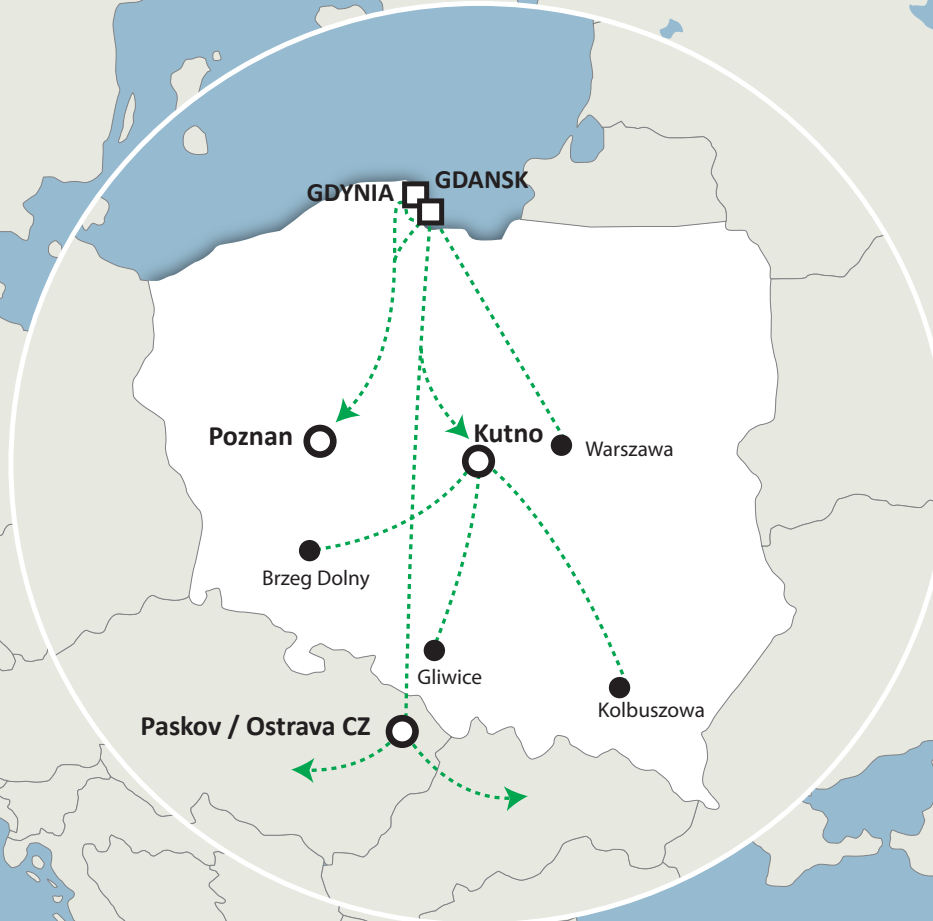 GDANSK
GDYNIA
Poznan
Kutno
Warszawa
Brzeg Dolny
Gliwice
Kolbuszowa
Paskov / Ostrava CZ